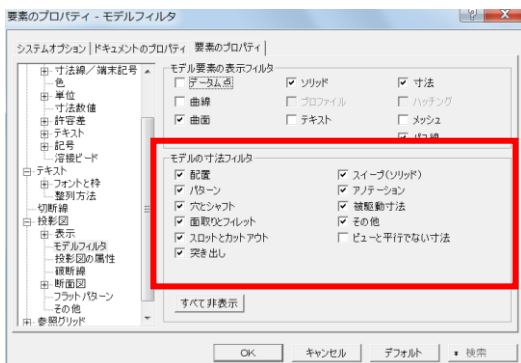 要素のプロパティ - モデルフィルタ
システムオプション ドキュメントのプロパティ 要素のプロパティ
寸法線/端末記号
色
単位
寸法数値
許容差
テキスト
記号
溶接ビード
テキスト
フォントと枠
整列方法
切断線
投影図
表示
モデルフィルタ
投影図の属性
破断線
断面図
フラットパターン
その他
参照グリッド
モデル要素の表示フィルタ
データム点 ソリッド 寸法
曲線 プロファイル ハッチング
曲面 テキスト メッシュ
モデルの寸法フィルタ
配置 スイープ(ソリッド)
パターン アノテーション
穴とシャフト 被駆動寸法
面取りとフィレット その他
スロットとカットアウト ビューと平行でない寸法
突き出し
すべて非表示
OK キャンセル デフォルト 検索